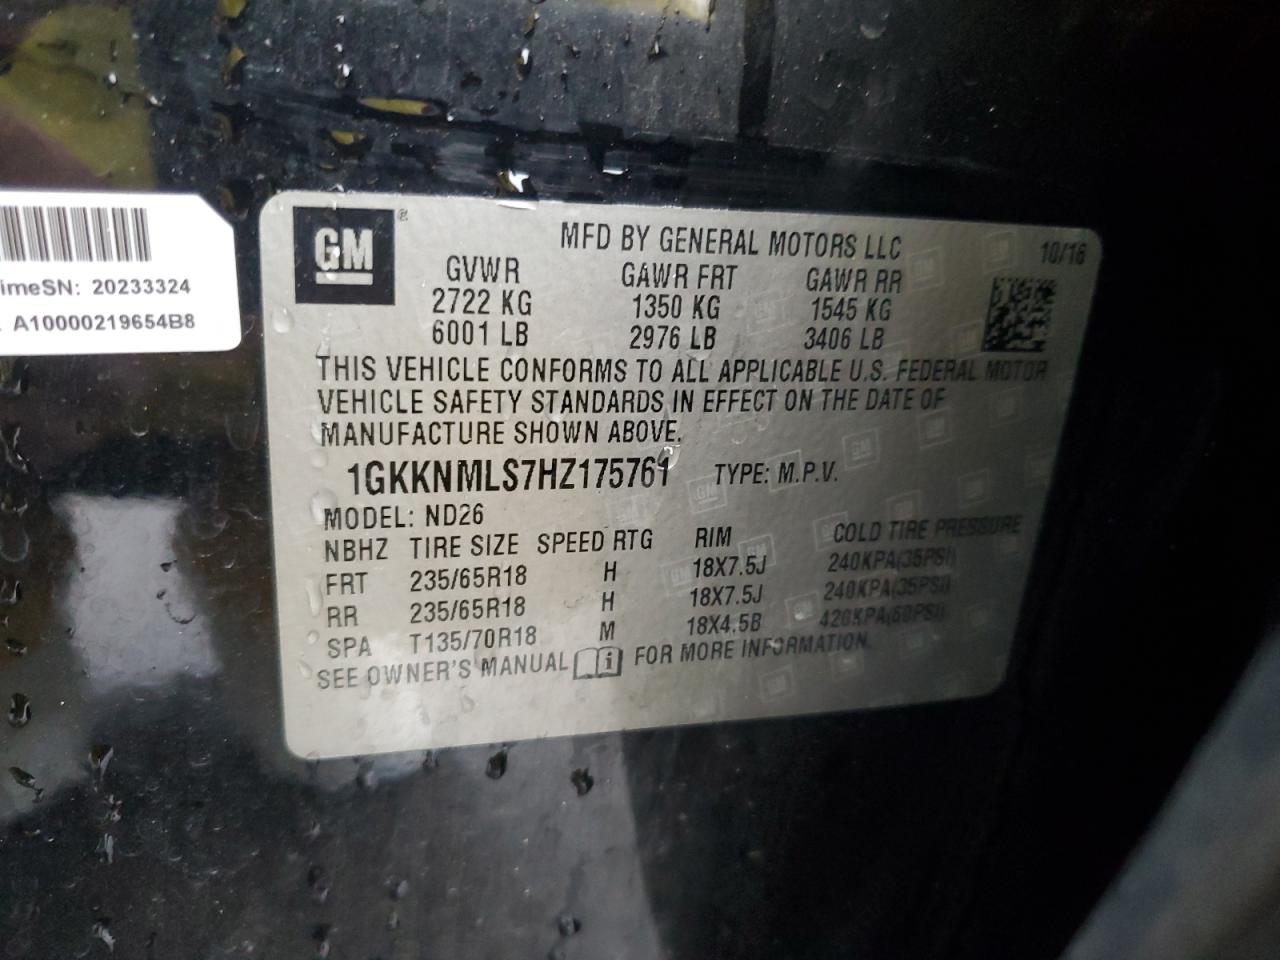 imeSN: 20233324
A10000219654B8
GM ®
MFD BY GENERAL MOTORS LLC
10/16
GVWR GAWR FRT GAWR RR
2722 KG 1350 KG 1545 KG
6001 LB 2976 LB 3406 LB
THIS VEHICLE CONFORMS TO ALL APPLICABLE U.S. FEDERAL MOTOR
VEHICLE SAFETY STANDARDS IN EFFECT ON THE DATE OF
MANUFACTURE SHOWN ABOVE.
1GKKNMLS7HZ175761 TYPE: M.P.V.
MODEL: ND26
NBHZ TIRE SIZE SPEED RTG RIM COLD TIRE PRESSURE
FRT 235/65R18 H 18X7.5J 240KPA(35PSI)
RR 235/65R18 H 18X7.5J 240KPA(35PSI)
SPA T135/70R18 M 18X4.5B 420KPA(60PSI)
SEE OWNER'S MANUAL i FOR MORE INFORMATION.